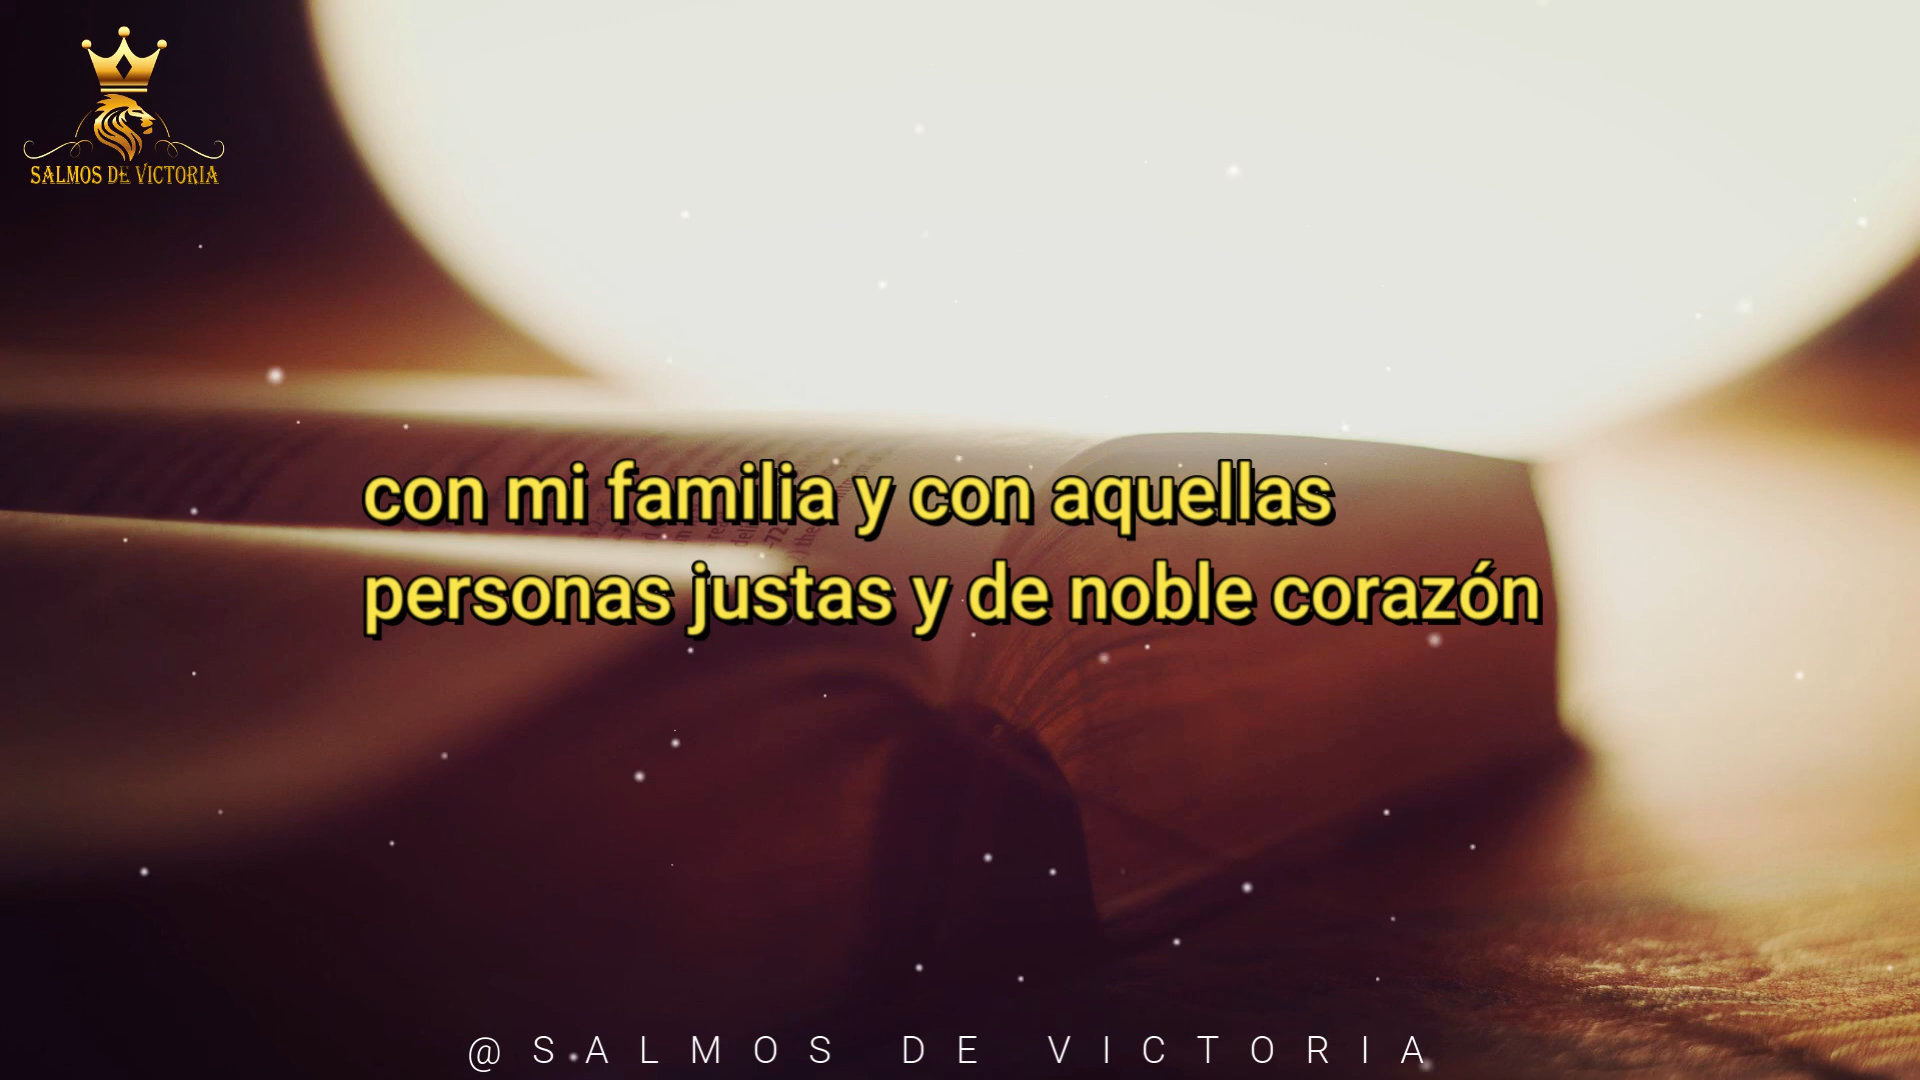 SALMOS DE VICTORIA
con mi familia y con aquellas
personas justas y de noble corazón
@SALMOS DE VICTORIA